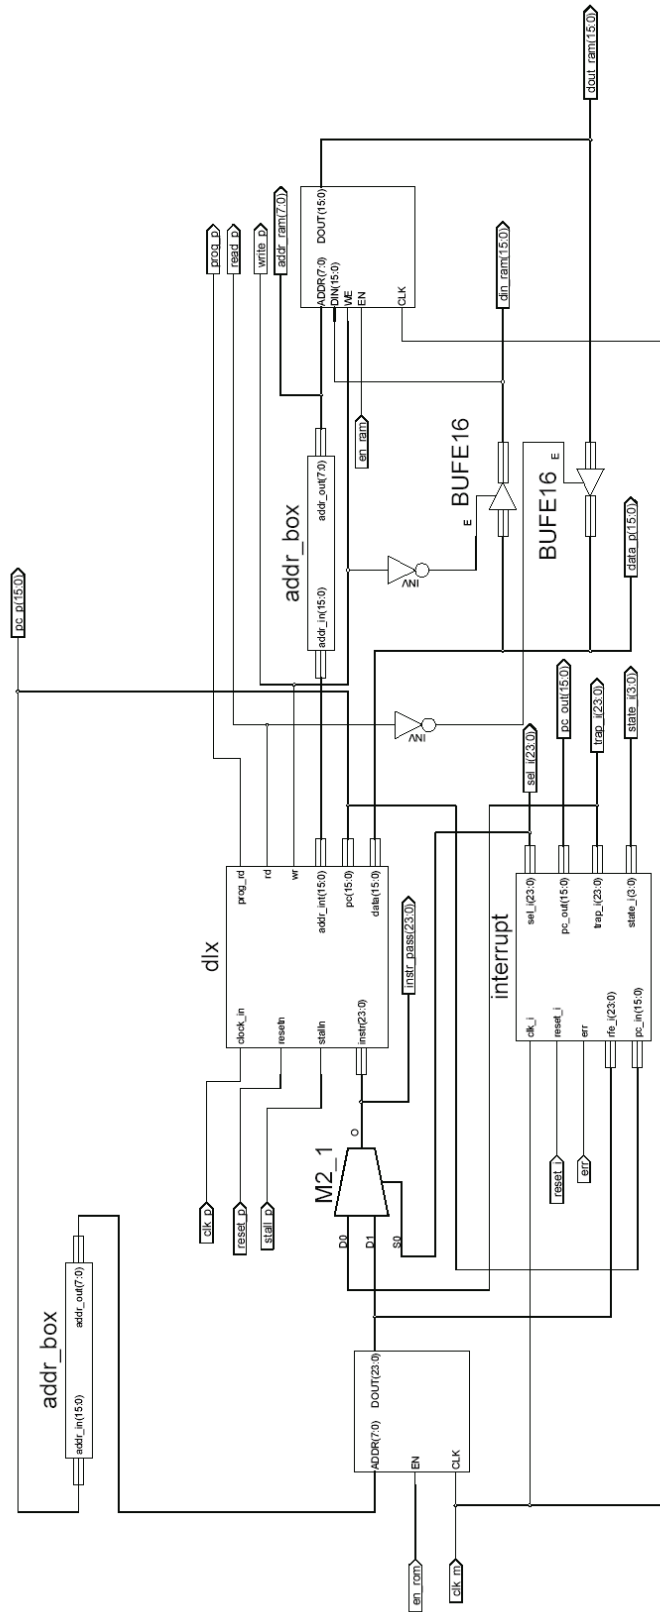 pc_p(15:0)
addr_box
addr_in(15:0)
addr_out(7:0)
en_rom
clk_m
ADDR(7:0)
DOUT(23:0)
EN
CLK
clk_p
reset_p
stall_p
M2_1
D0
D1
S0
O
dlx
clock_in
resetn
stalln
instr(23:0)
prog_rd
rd
wr
addr_int(15:0)
pc(15:0)
data(15:0)
instr_pass(23:0)
interrupt
clk_i
reset_i
err
rfe_i(23:0)
pc_in(15:0)
sel_i(23:0)
pc_out(15:0)
trap_i(23:0)
state_i(3:0)
reset_i
err
sel_i(23:0)
pc_out(15:0)
trap_i(23:0)
state_i(3:0)
INV
INV
addr_box
addr_in(15:0)
addr_out(7:0)
prog_p
read_p
write_p
addr_ram(7:0)
en_ram
ADDR(7:0)
DIN(15:0)
WE
EN
CLK
DOUT(15:0)
BUFE16
E
BUFE16
E
din_ram(15:0)
data_p(15:0)
dout_ram(15:0)